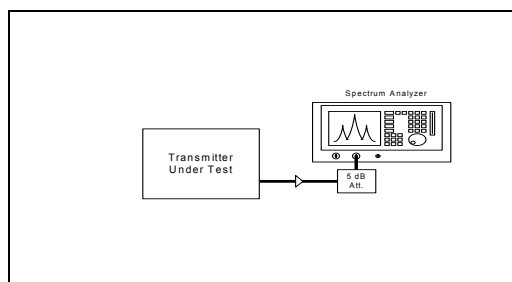 Spectrum Analyzer
Transmitter
Under Test
5 dB
Att.